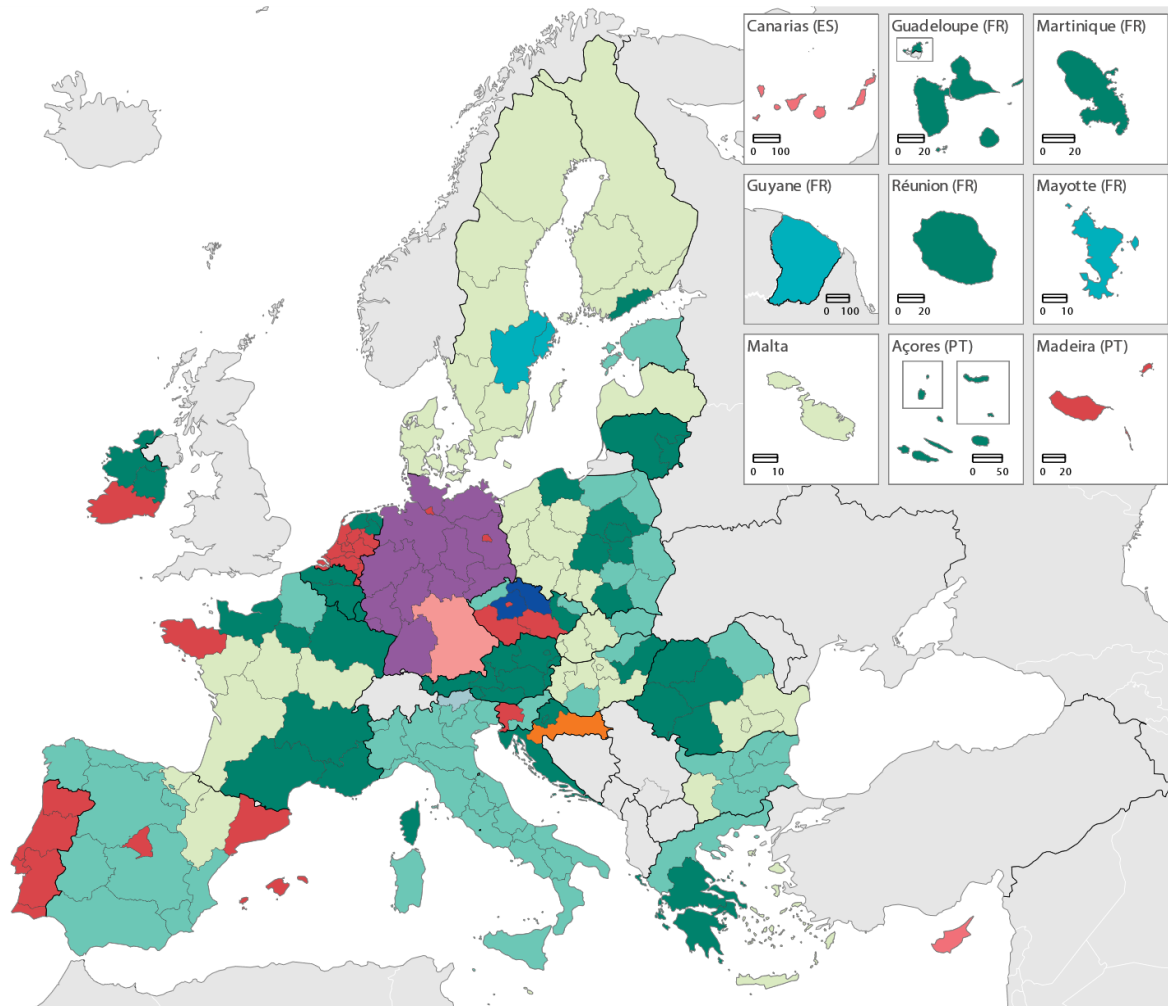 Canarias (ES)
0 100
Guadeloupe (FR)
0 20
Martinique (FR)
0 20
Guyane (FR)
0 100
Réunion (FR)
0 20
Mayotte (FR)
0 10
Malta
0 10
Açores (PT)
0 50
Madeira (PT)
0 20